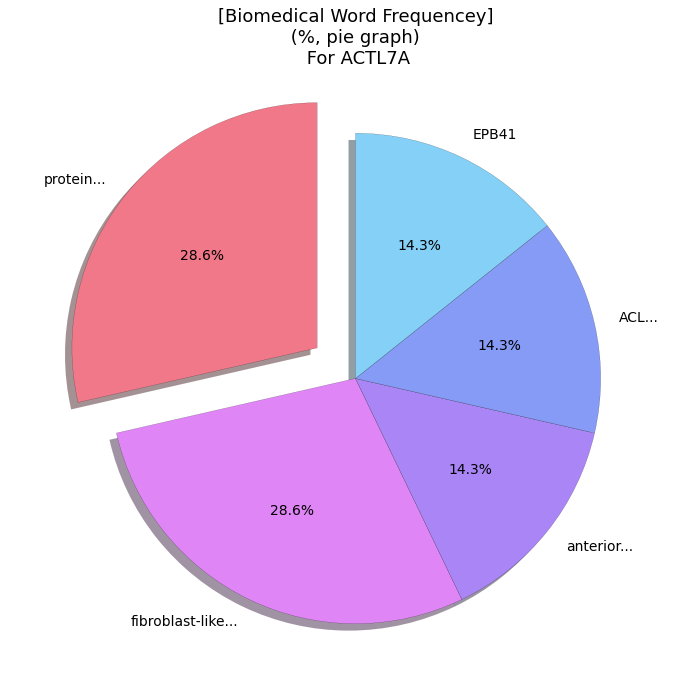 [Biomedical Word Frequencey]
(%, pie graph)
For ACTL7A
EPB41
protein...
14.3%
28.6%
ACL...
14.3%
14.3%
28.6%
anterior...
fibroblast-like...